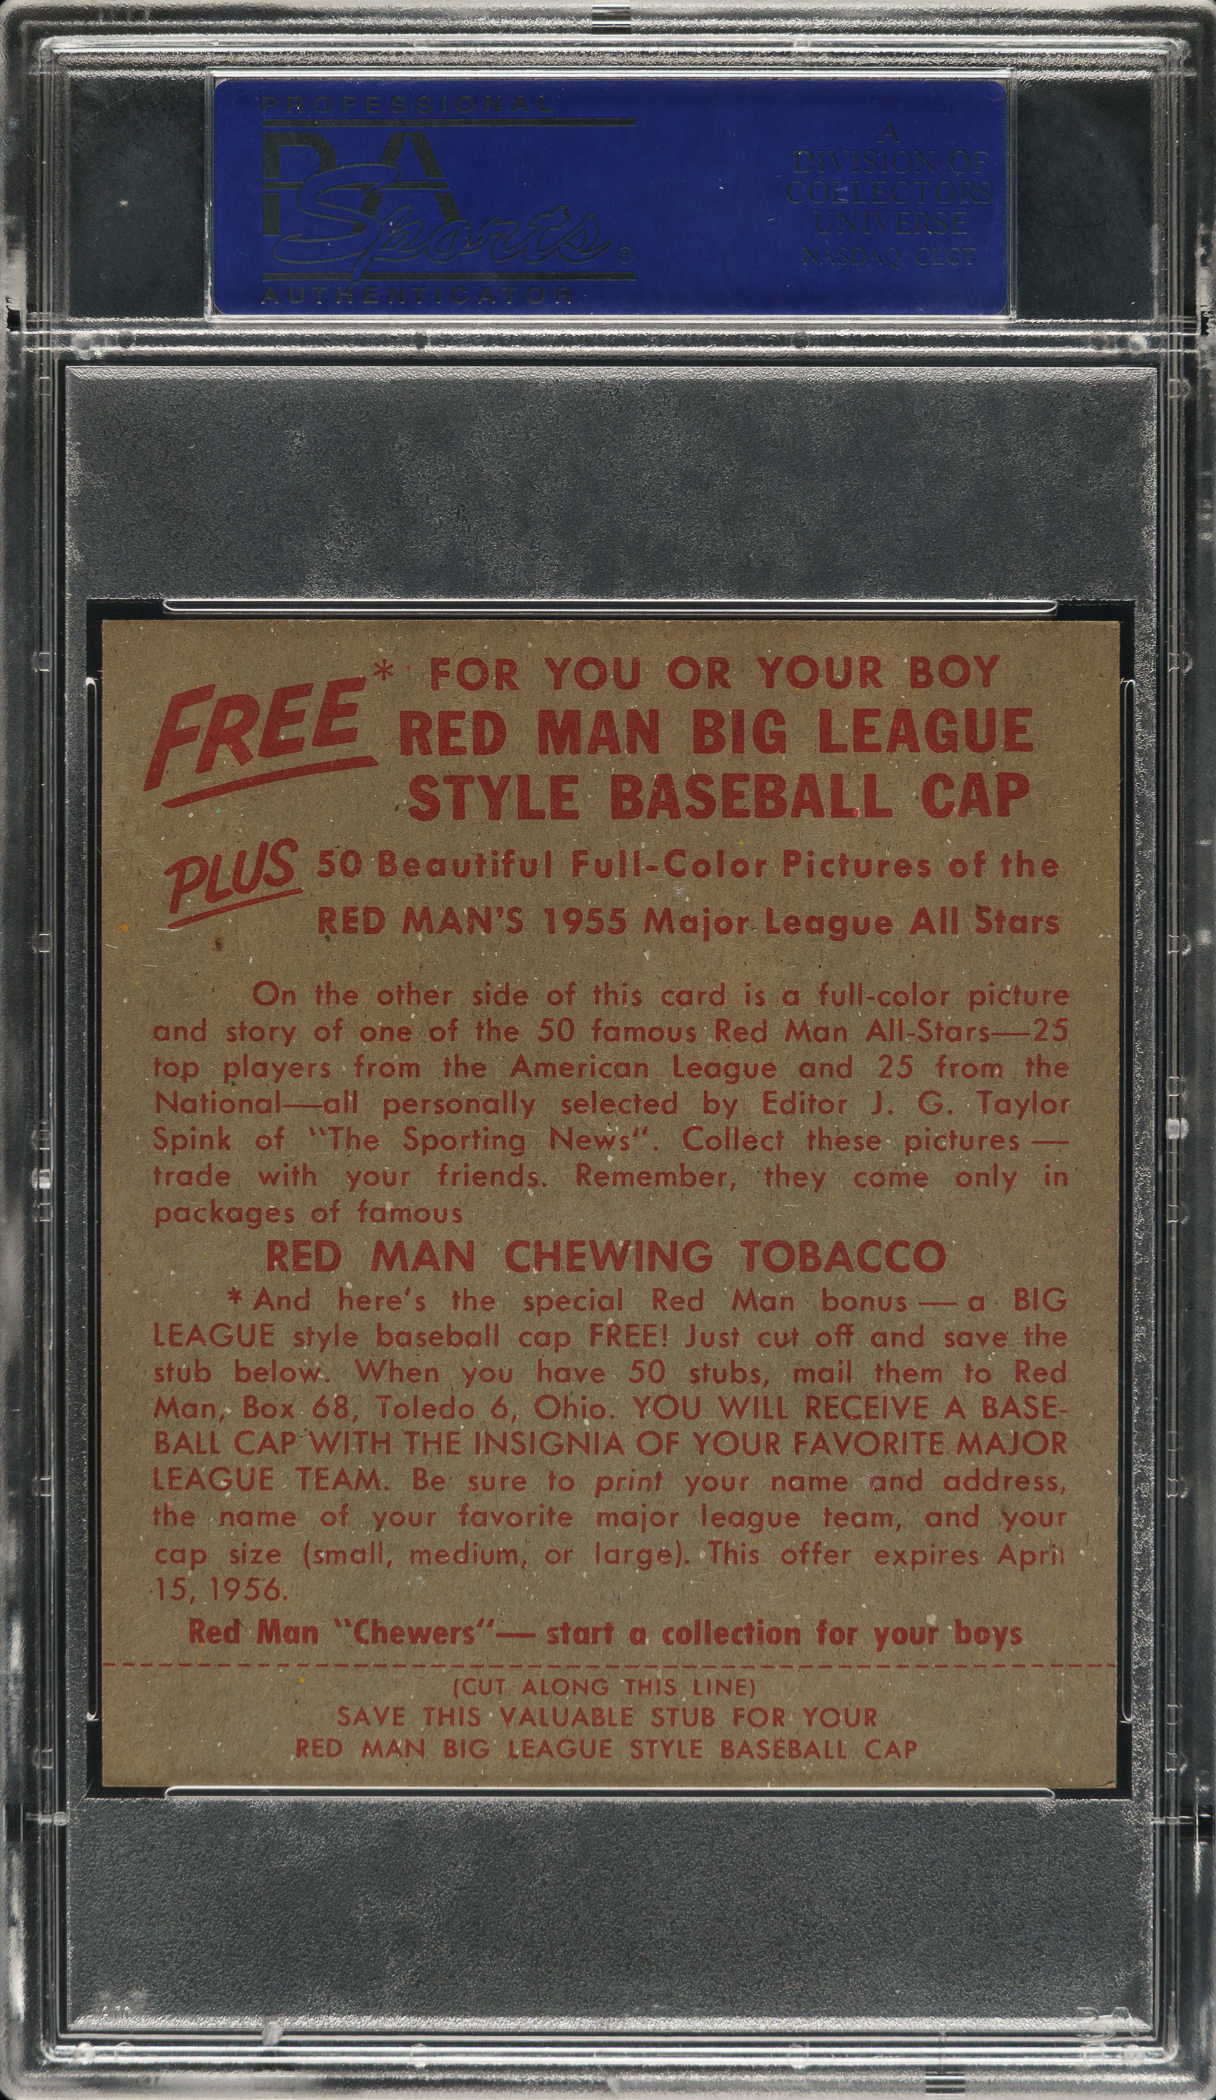 PROFESSIONAL
PSA
Sports®
AUTHENTICATOR
A
DIVISION OF
COLLECTORS
UNIVERSE
NASDAQ: CLCT
FREE* FOR YOU OR YOUR BOY
RED MAN BIG LEAGUE
STYLE BASEBALL CAP
PLUS 50 Beautiful Full-Color Pictures of the
RED MAN'S 1955 Major League All Stars
On the other side of this card is a full-color picture
and story of one of the 50 famous Red Man All-Stars—25
top players from the American League and 25 from the
National—all personally selected by Editor J. G. Taylor
Spink of "The Sporting News". Collect these pictures —
trade with your friends. Remember, they come only in
packages of famous
RED MAN CHEWING TOBACCO
* And here's the special Red Man bonus — a BIG
LEAGUE style baseball cap FREE! Just cut off and save the
stub below. When you have 50 stubs, mail them to Red
Man, Box 68, Toledo 6, Ohio. YOU WILL RECEIVE A BASE-
BALL CAP WITH THE INSIGNIA OF YOUR FAVORITE MAJOR
LEAGUE TEAM. Be sure to print your name and address,
the name of your favorite major league team, and your
cap size (small, medium, or large). This offer expires April
15, 1956.
Red Man "Chewers"— start a collection for your boys
(CUT ALONG THIS LINE)
SAVE THIS VALUABLE STUB FOR YOUR
RED MAN BIG LEAGUE STYLE BASEBALL CAP